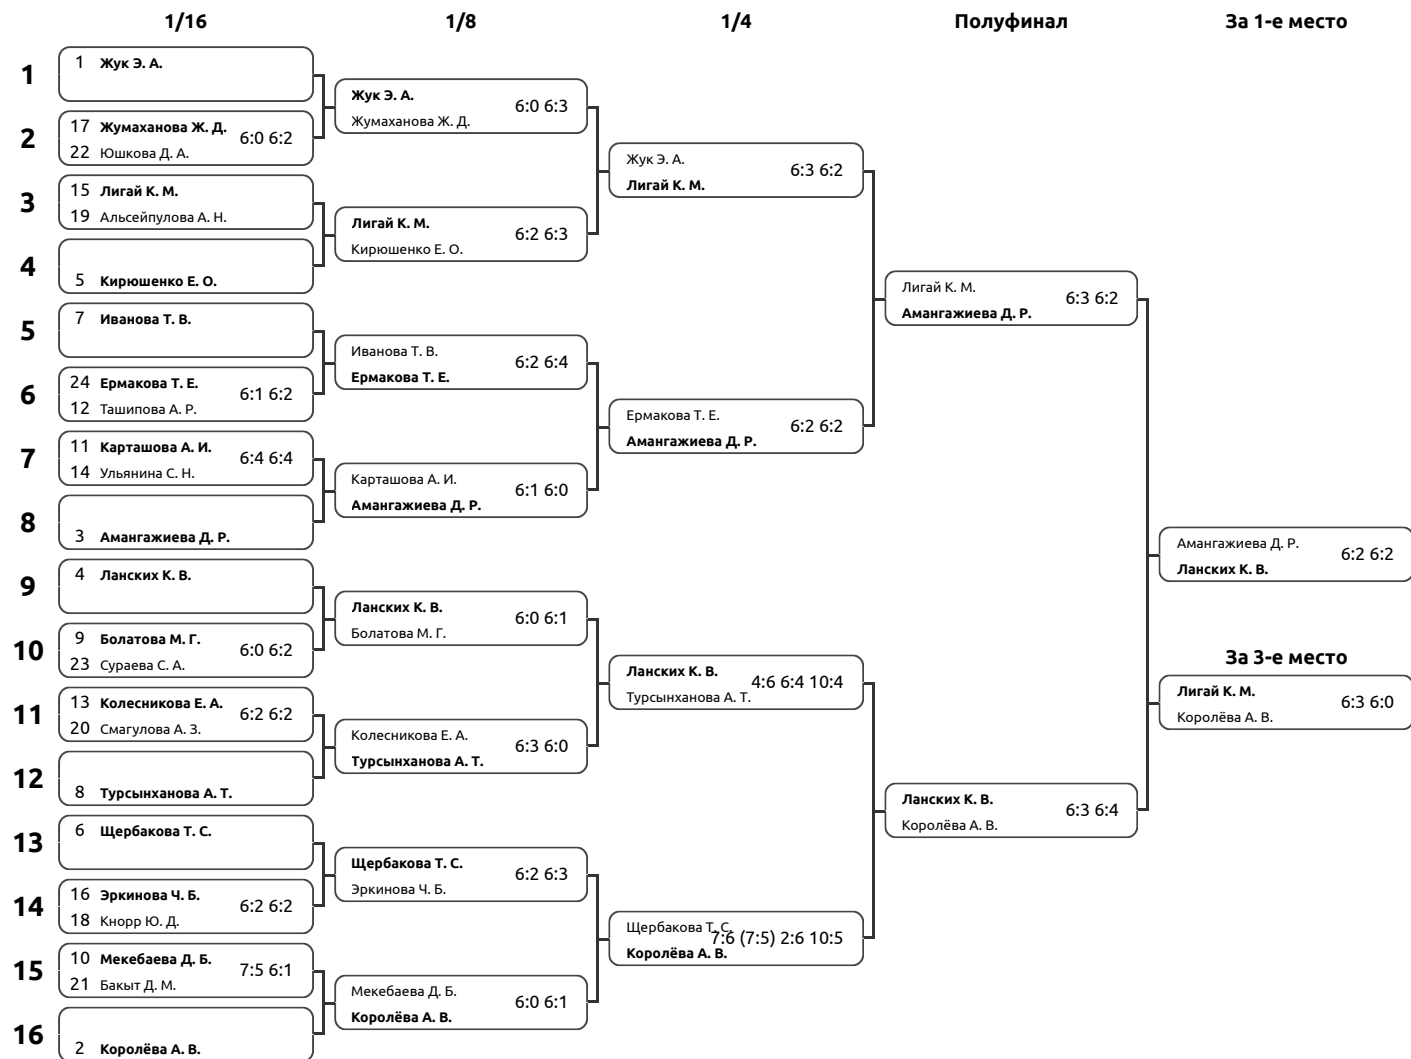 1/16
1/8
1/4
Полуфинал
За 1-е место
1
1 Жук Э. А.
2
17 Жумаханова Ж. Д. 6:0 6:2
22 Юшкова Д. А.
3
15 Лигай К. М.
19 Альсейпулова А. Н.
4
5 Кирюшенко Е. О.
5
7 Иванова Т. В.
6
24 Ермакова Т. Е. 6:1 6:2
12 Ташипова А. Р.
7
11 Карташова А. И. 6:4 6:4
14 Ульянина С. Н.
8
3 Амангажиева Д. Р.
9
4 Ланских К. В.
10
9 Болатова М. Г. 6:0 6:2
23 Сураева С. А.
11
13 Колесникова Е. А. 6:2 6:2
20 Смагулова А. З.
12
8 Турсынханова А. Т.
13
6 Щербакова Т. С.
14
16 Эркинова Ч. Б. 6:2 6:2
18 Кнорр Ю. Д.
15
10 Мекебаева Д. Б. 7:5 6:1
21 Бакыт Д. М.
16
2 Королёва А. В.
Жук Э. А. 6:0 6:3
Жумаханова Ж. Д.
Лигай К. М. 6:2 6:3
Кирюшенко Е. О.
Иванова Т. В. 6:2 6:4
Ермакова Т. Е.
Карташова А. И. 6:1 6:0
Амангажиева Д. Р.
Ланских К. В. 6:0 6:1
Болатова М. Г.
Колесникова Е. А. 6:3 6:0
Турсынханова А. Т.
Щербакова Т. С. 6:2 6:3
Эркинова Ч. Б.
Мекебаева Д. Б. 6:0 6:1
Королёва А. В.
Жук Э. А. 6:3 6:2
Лигай К. М.
Ермакова Т. Е. 6:2 6:2
Амангажиева Д. Р.
Ланских К. В. 4:6 6:4 10:4
Турсынханова А. Т.
Щербакова Т. С. 7:6 (7:5) 2:6 10:5
Королёва А. В.
Лигай К. М. 6:3 6:2
Амангажиева Д. Р.
Ланских К. В. 6:3 6:4
Королёва А. В.
Амангажиева Д. Р. 6:2 6:2
Ланских К. В.
За 3-е место
Лигай К. М. 6:3 6:0
Королёва А. В.